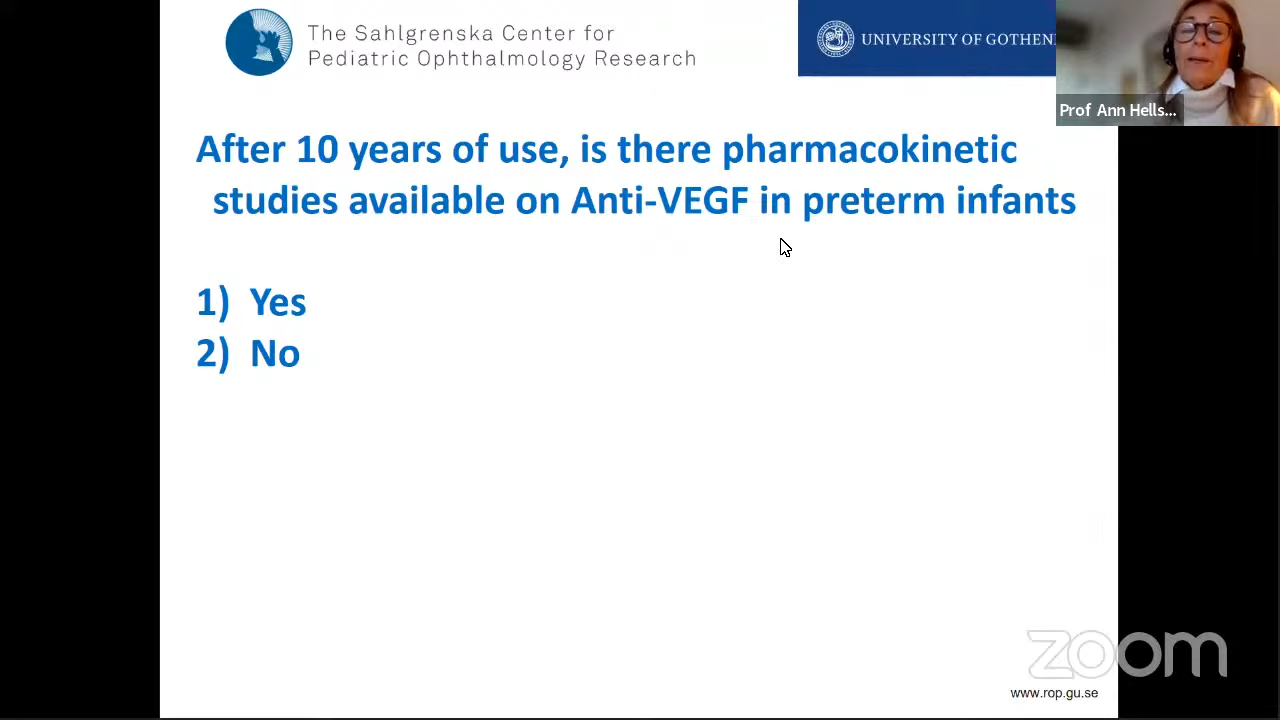 The Sahlgrenska Center for
Pediatric Ophthalmology Research
UNIVERSITY OF GOTHEN
Prof Ann Hells...
After 10 years of use, is there pharmacokinetic
studies available on Anti-VEGF in preterm infants
1) Yes
2) No
zoom
www.rop.gu.se